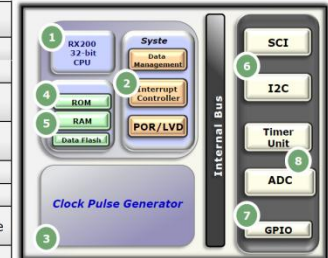 1
RX200
32-bit
CPU
Syste
Data
Management
2
Interrupt
Controller
POR/LVD
4
ROM
5
RAM
Data Flash
Clock Pulse Generator
3
Internal Bus
SCI
6
I2C
Timer
Unit
8
ADC
7
GPIO
e